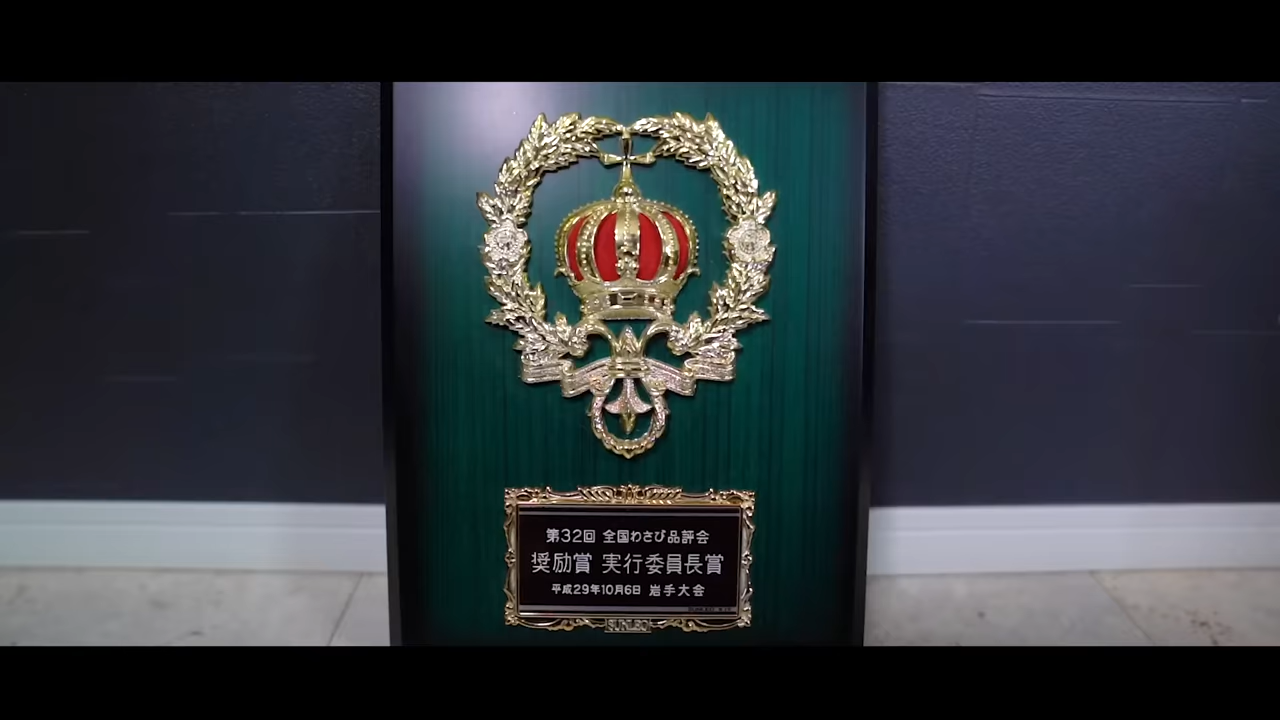 第32回 全国わさび品評会
奨励賞 実行委員長賞
平成29年10月6日 岩手大会